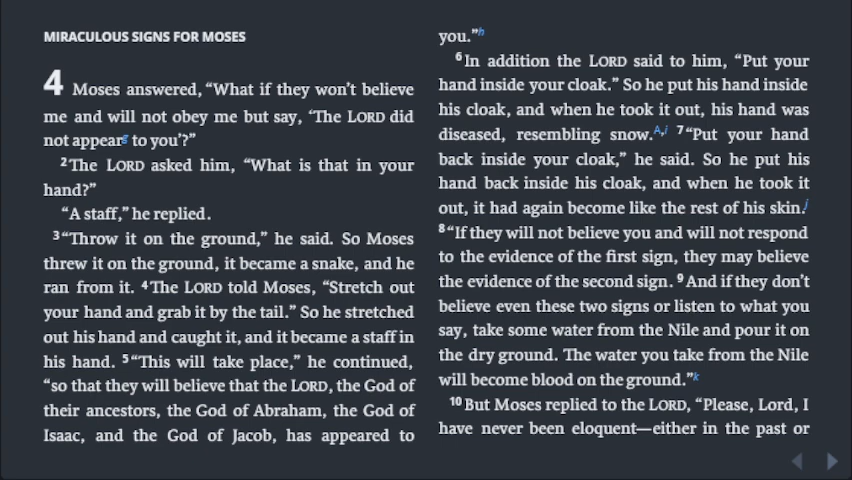 MIRACULOUS SIGNS FOR MOSES
4 Moses answered, “What if they won’t believe
me and will not obey me but say, ‘The LORD did
not appearg to you’?”
2The LORD asked him, “What is that in your
hand?”
“A staff,” he replied.
3“Throw it on the ground,” he said. So Moses
threw it on the ground, it became a snake, and he
ran from it. 4The LORD told Moses, “Stretch out
your hand and grab it by the tail.” So he stretched
out his hand and caught it, and it became a staff in
his hand. 5“This will take place,” he continued,
“so that they will believe that the LORD, the God of
their ancestors, the God of Abraham, the God of
Isaac, and the God of Jacob, has appeared to
you.”h
6In addition the LORD said to him, “Put your
hand inside your cloak.” So he put his hand inside
his cloak, and when he took it out, his hand was
diseased, resembling snow.A,i 7“Put your hand
back inside your cloak,” he said. So he put his
hand back inside his cloak, and when he took it
out, it had again become like the rest of his skin.j
8“If they will not believe you and will not respond
to the evidence of the first sign, they may believe
the evidence of the second sign. 9And if they don’t
believe even these two signs or listen to what you
say, take some water from the Nile and pour it on
the dry ground. The water you take from the Nile
will become blood on the ground.”k
10But Moses replied to the LORD, “Please, Lord, I
have never been eloquent—either in the past or